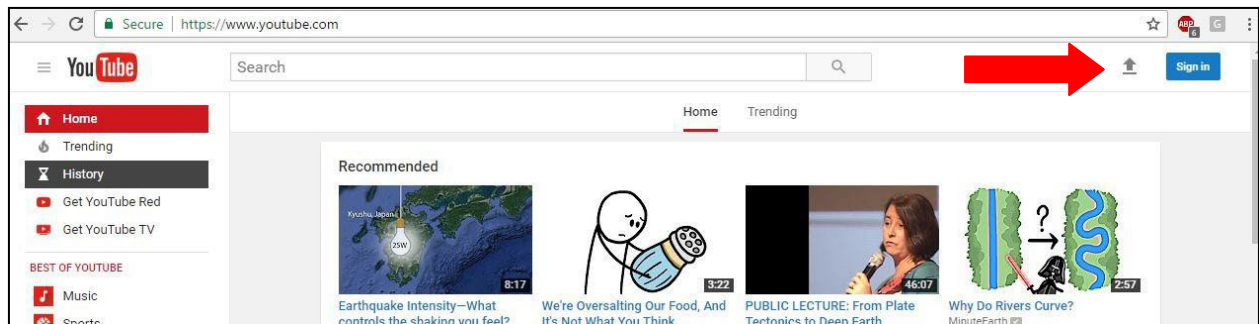 Secure | https://www.youtube.com
ABP
6
G
YouTube
Search
Sign in
Home
Trending
Home
Trending
History
Get YouTube Red
Get YouTube TV
BEST OF YOUTUBE
Music
Sports
Recommended
Kyushu, Japan
25W
8:17
Earthquake Intensity—What
controls the shaking you feel?
3:22
We're Oversalting Our Food, And
It's Not What You Think
46:07
PUBLIC LECTURE: From Plate
Tectonics to Deep Earth
?
2:57
Why Do Rivers Curve?
MinuteEarth